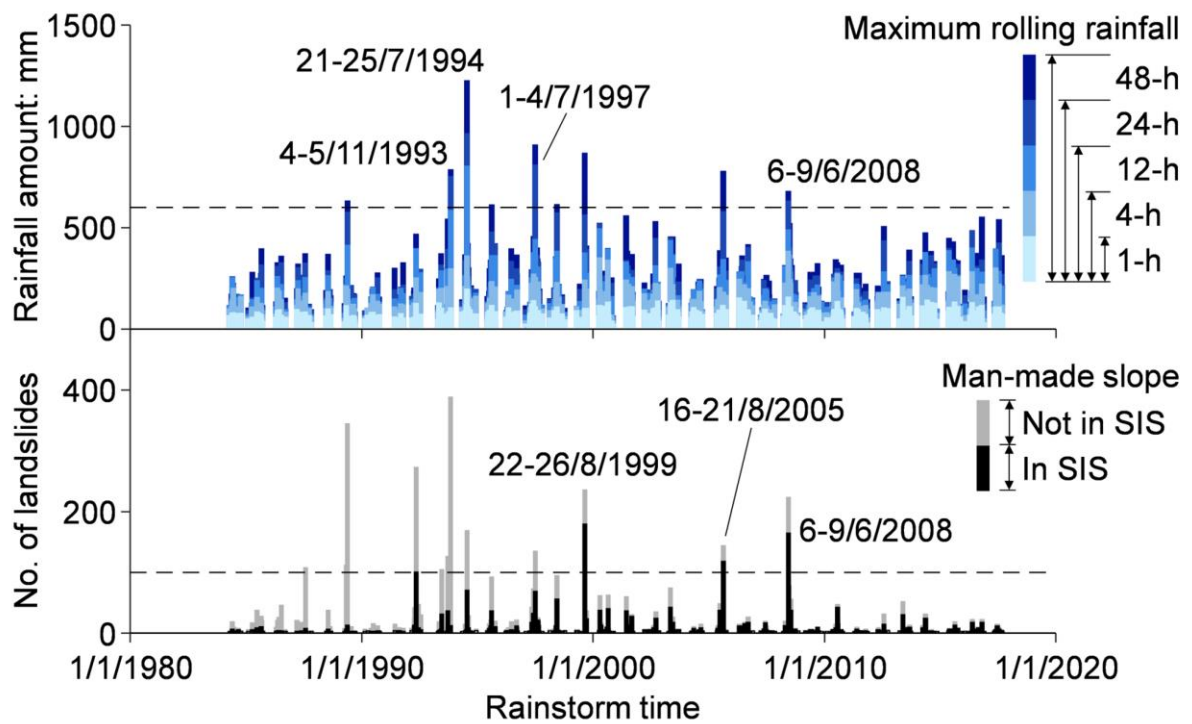 Rainfall amount: mm
1500
1000
500
0
21-25/7/1994
1-4/7/1997
4-5/11/1993
6-9/6/2008
Maximum rolling rainfall
48-h
24-h
12-h
4-h
1-h
No. of landslides
400
200
0
22-26/8/1999
16-21/8/2005
6-9/6/2008
Man-made slope
Not in SIS
In SIS
1/1/1980
1/1/1990
1/1/2000
1/1/2010
1/1/2020
Rainstorm time